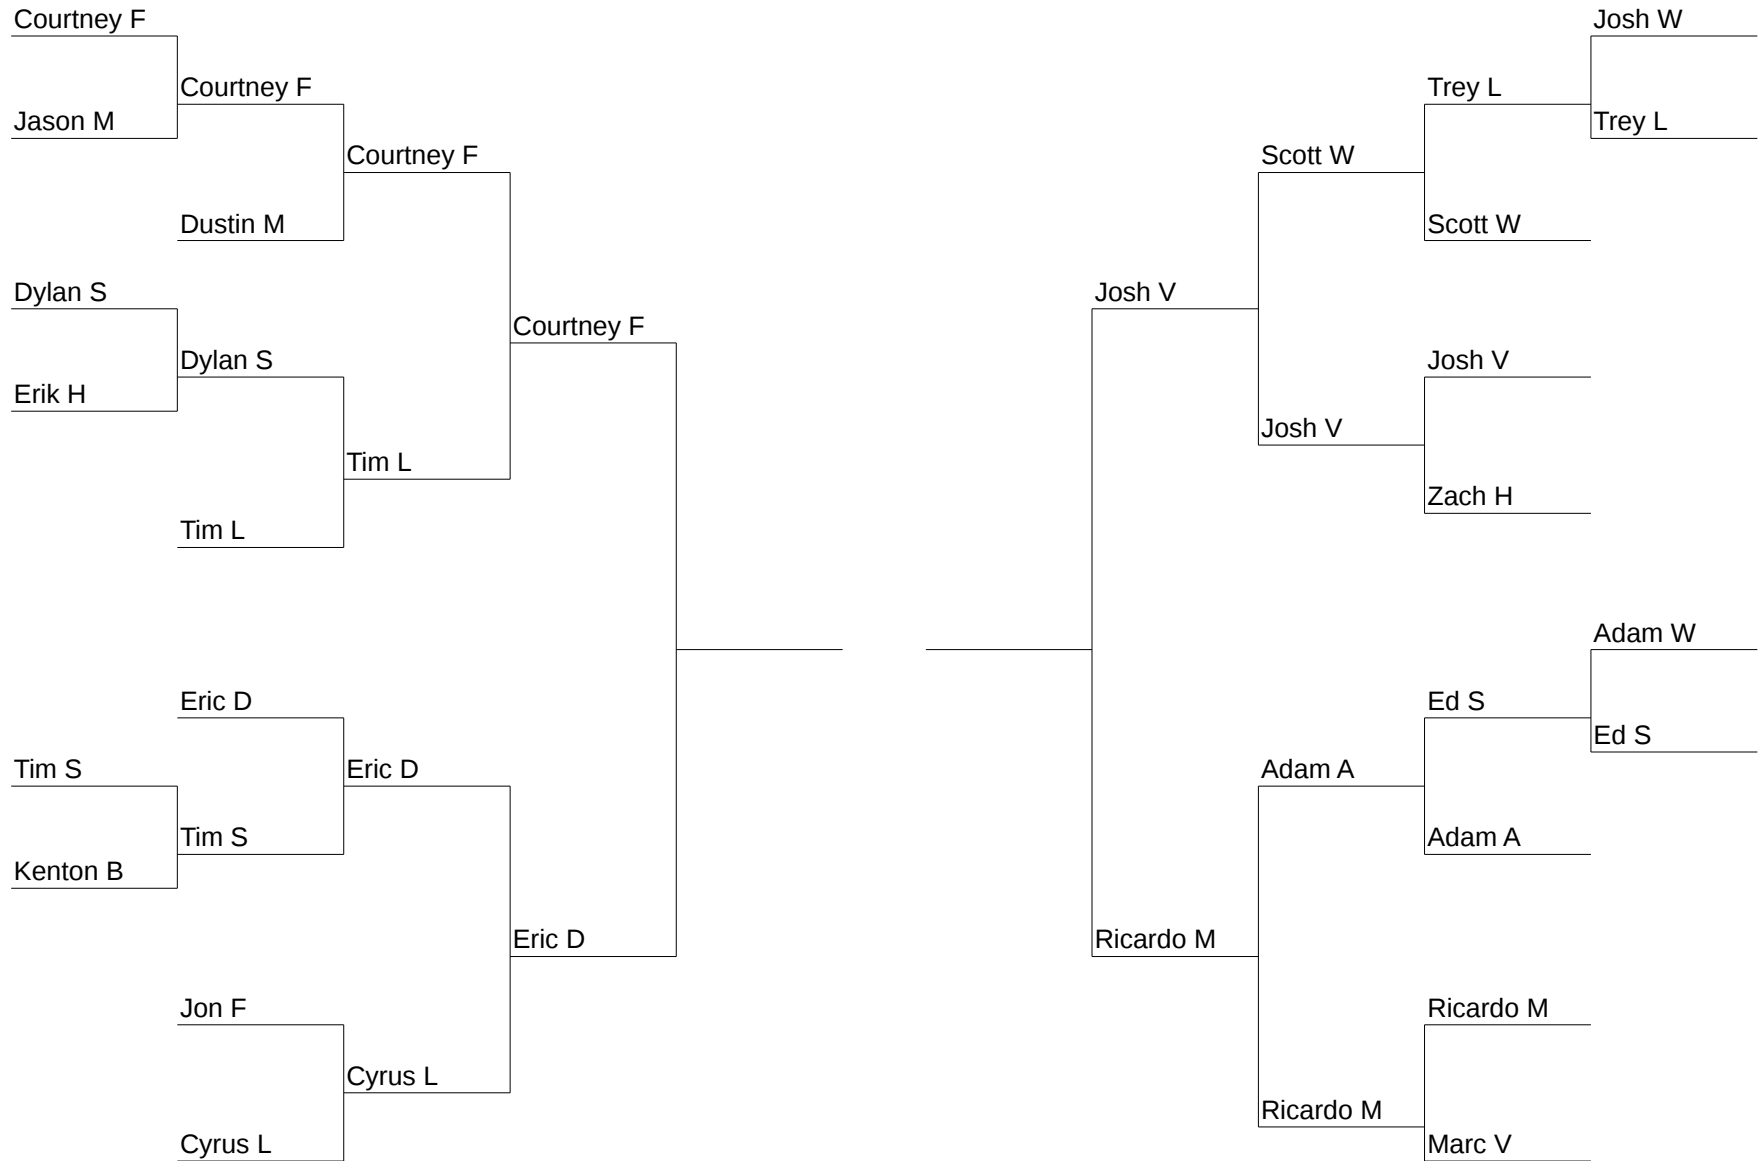 Courtney F
Josh W
Courtney F
Trey L
Jason M
Trey L
Courtney F
Scott W
Dustin M
Scott W
Dylan S
Josh V
Courtney F
Dylan S
Josh V
Erik H
Josh V
Tim L
Zach H
Tim L
Adam W
Eric D
Ed S
Ed S
Tim S
Eric D
Adam A
Tim S
Adam A
Kenton B
Eric D
Ricardo M
Jon F
Ricardo M
Cyrus L
Ricardo M
Cyrus L
Marc V